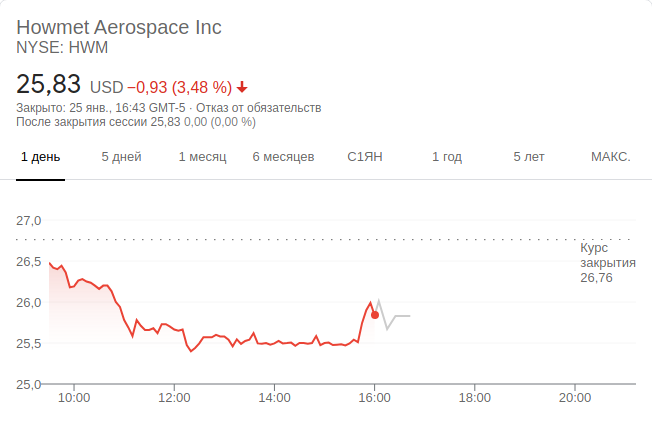 Howmet Aerospace Inc
NYSE: HWM
25,83 USD −0,93 (3,48 %)
Закрыто: 25 янв., 16:43 GMT-5 · Отказ от обязательств
После закрытия сессии 25,83 0,00 (0,00 %)
1 день 5 дней 1 месяц 6 месяцев С1ЯН 1 год 5 лет МАКС.
27,0
Курс
закрытия
26,76
26,5
26,0
25,5
25,0
10:00 12:00 14:00 16:00 18:00 20:00